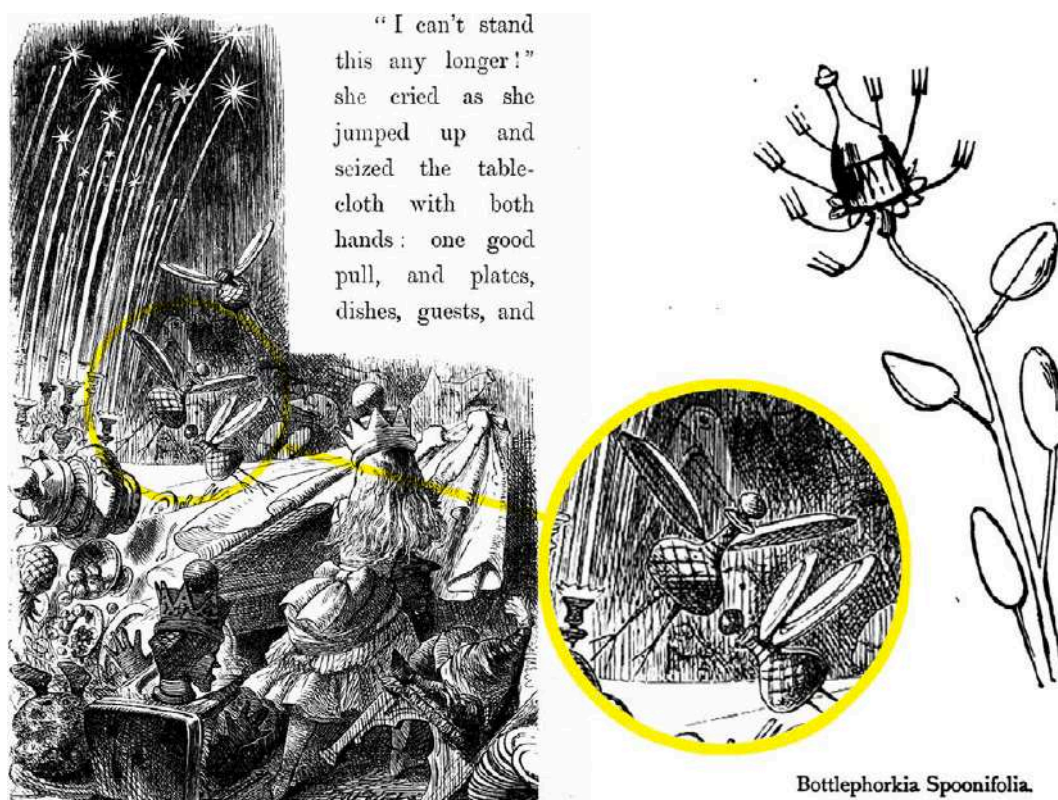 “ I can't stand
this any longer!”
she cried as she
jumped up and
seized the table-
cloth with both
hands : one good
pull, and plates,
dishes, guests, and
Bottlephorkia Spoonifolia.